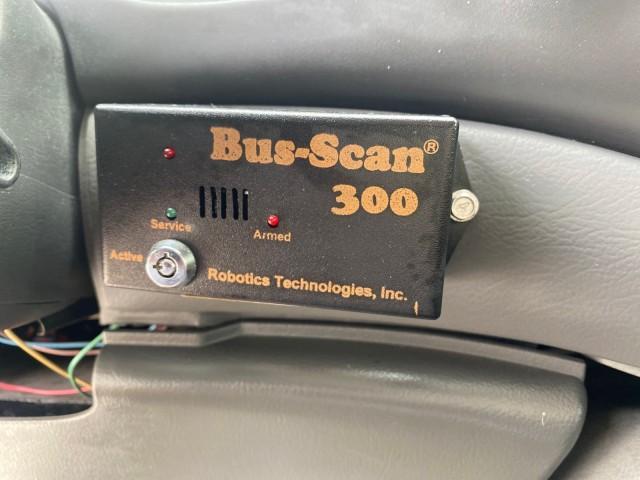 Bus-Scan®
300
Service
Armed
Active
Robotics Technologies, Inc.